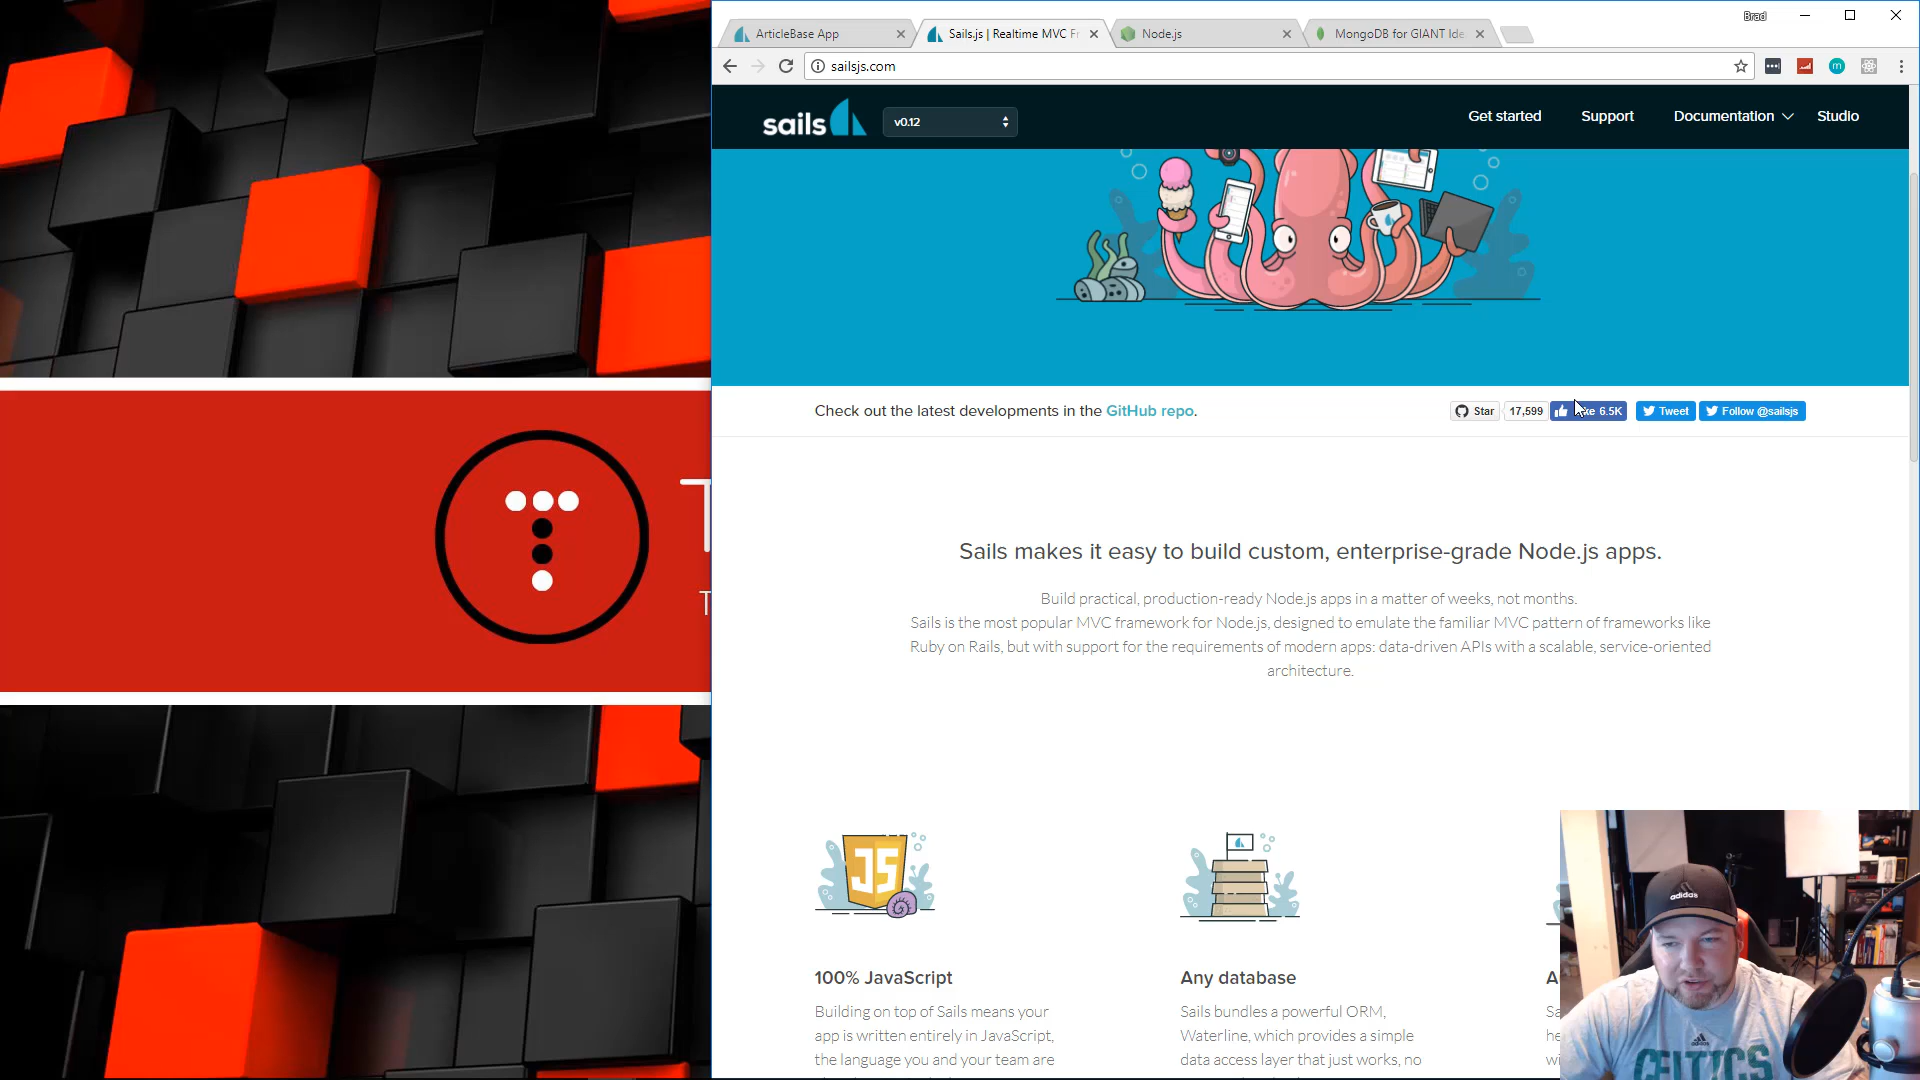 Brad
ArticleBase App
Sails.js | Realtime MVC Fr
Node.js
MongoDB for GIANT Ide
sailsjs.com
sails
v0.12
Get started
Support
Documentation
Studio
Check out the latest developments in the GitHub repo.
Star
17,599
6.5K
Tweet
Follow @sailsjs
Sails makes it easy to build custom, enterprise-grade Node.js apps.
Build practical, production-ready Node.js apps in a matter of weeks, not months.
Sails is the most popular MVC framework for Node.js, designed to emulate the familiar MVC pattern of frameworks like
Ruby on Rails, but with support for the requirements of modern apps: data-driven APIs with a scalable, service-oriented
architecture.
JS
100% JavaScript
Building on top of Sails means your
app is written entirely in JavaScript,
the language you and your team are
Any database
Sails bundles a powerful ORM,
Waterline, which provides a simple
data access layer that just works, no
adidas
CELTICS